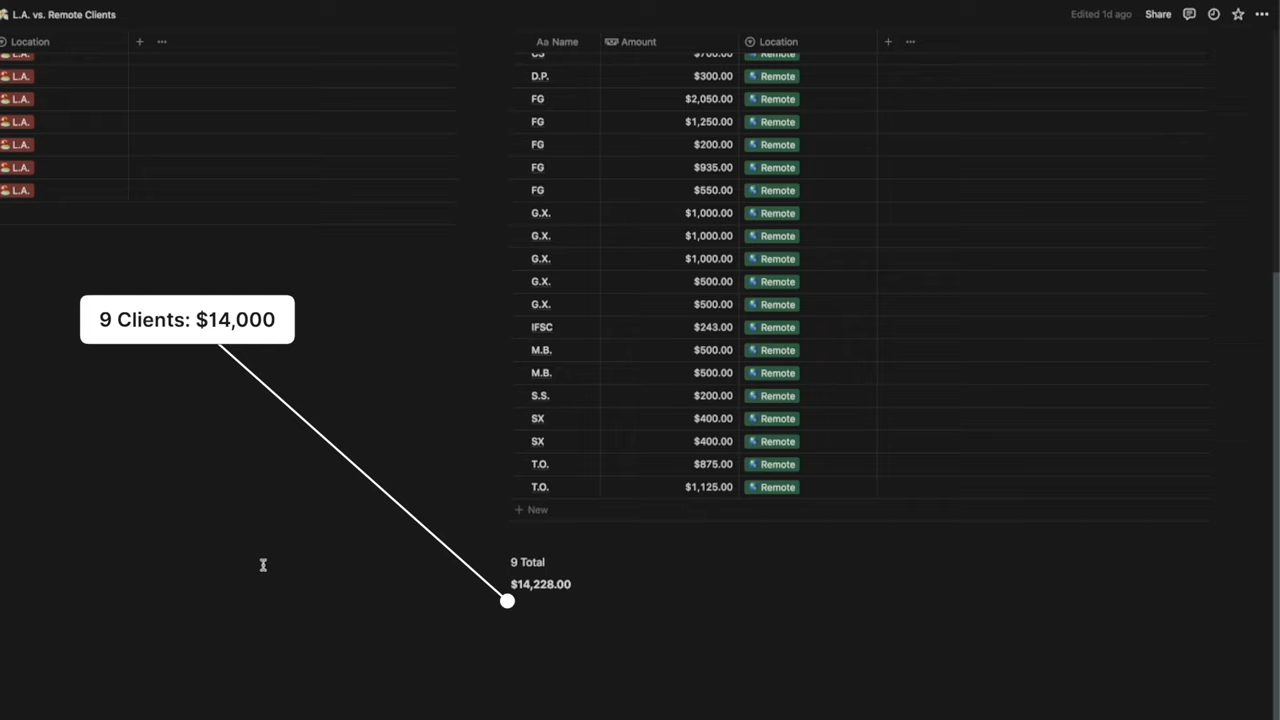 L.A. vs. Remote Clients
Edited 1d ago Share
Location
L.A.
L.A.
L.A.
L.A.
L.A.
L.A.
L.A.
Aa Name Amount Location
CS $700.00 Remote
D.P. $300.00 Remote
FG $2,050.00 Remote
FG $1,250.00 Remote
FG $200.00 Remote
FG $935.00 Remote
FG $550.00 Remote
G.X. $1,000.00 Remote
G.X. $1,000.00 Remote
G.X. $1,000.00 Remote
G.X. $500.00 Remote
G.X. $500.00 Remote
IFSC $243.00 Remote
M.B. $500.00 Remote
M.B. $500.00 Remote
S.S. $200.00 Remote
SX $400.00 Remote
SX $400.00 Remote
T.O. $875.00 Remote
T.O. $1,125.00 Remote
+ New
9 Clients: $14,000
9 Total
$14,228.00